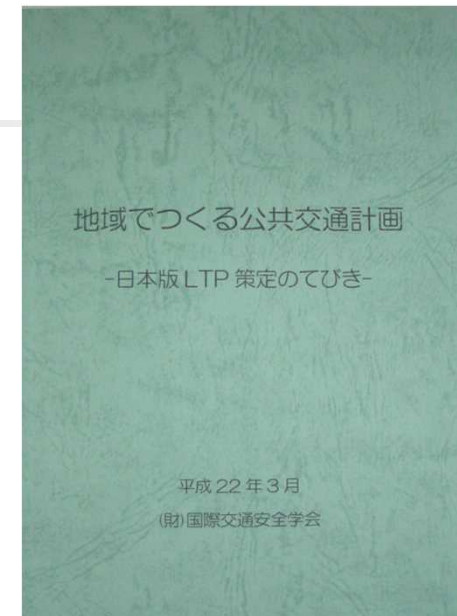 地域でつくる公共交通計画
-日本版LTP 策定のてびき-
平成 22 年 3 月
(財)国際交通安全学会